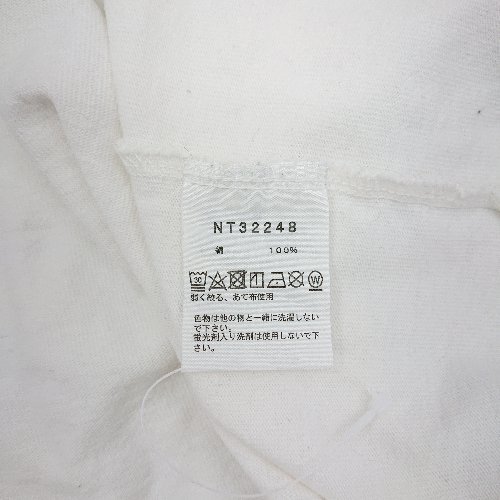 NT32248
綿 100%
30
W
弱く絞る、あて布使用
色物は他の物と一緒に洗濯しない
で下さい。
蛍光剤入り洗剤は使用しないで下
さい。